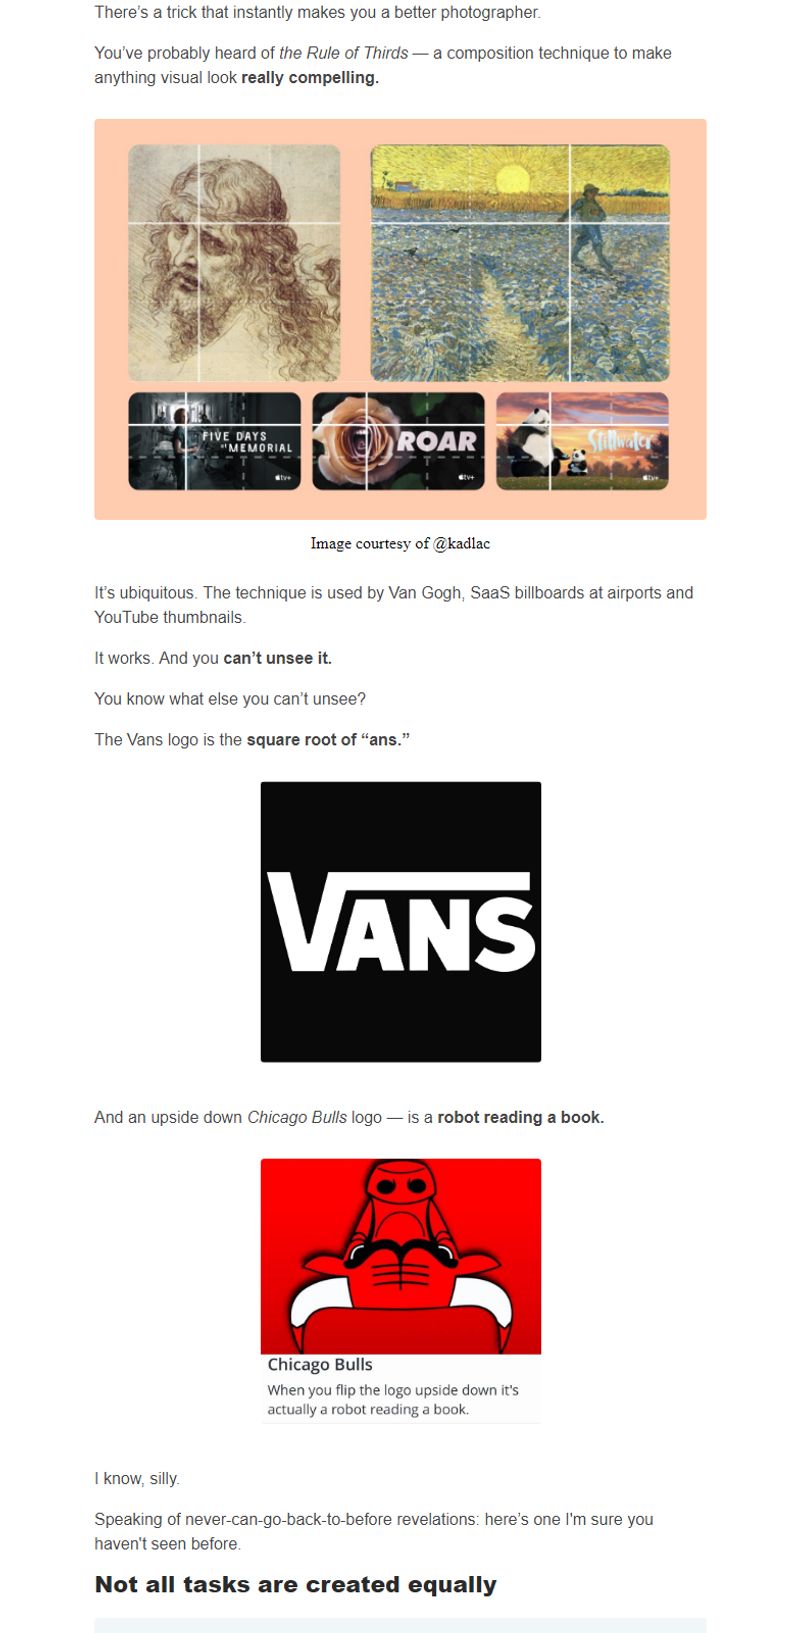 There’s a trick that instantly makes you a better photographer.
You’ve probably heard of the Rule of Thirds — a composition technique to make
anything visual look really compelling.
FIVE DAYS
AT MEMORIAL
tv+
ROAR
tv+
Stillwater
tv+
Image courtesy of @kadlac
It’s ubiquitous. The technique is used by Van Gogh, SaaS billboards at airports and
YouTube thumbnails.
It works. And you can’t unsee it.
You know what else you can’t unsee?
The Vans logo is the square root of “ans.”
VANS
And an upside down Chicago Bulls logo — is a robot reading a book.
Chicago Bulls
When you flip the logo upside down it's
actually a robot reading a book.
I know, silly.
Speaking of never-can-go-back-to-before revelations: here’s one I'm sure you
haven't seen before.
Not all tasks are created equally